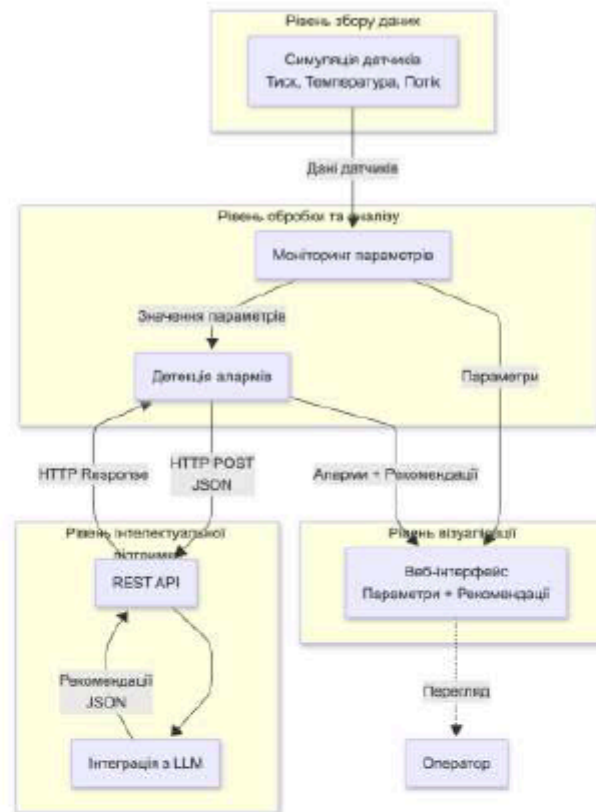 Рівень збору даних
Симуляція датчиків
Тиск, Температура, Потік
Дані датчиків
Рівень обробки та аналізу
Моніторинг параметрів
Значення параметрів
Детекція алармів
Параметри
HTTP Response
HTTP POST
JSON
Аларми + Рекомендації
Рівень інтелектуальної
підтримки
Рівень візуалізації
REST API
Веб-інтерфейс
Параметри + Рекомендації
Рекомендації
JSON
Перегляд
Інтеграція з LLM
Оператор